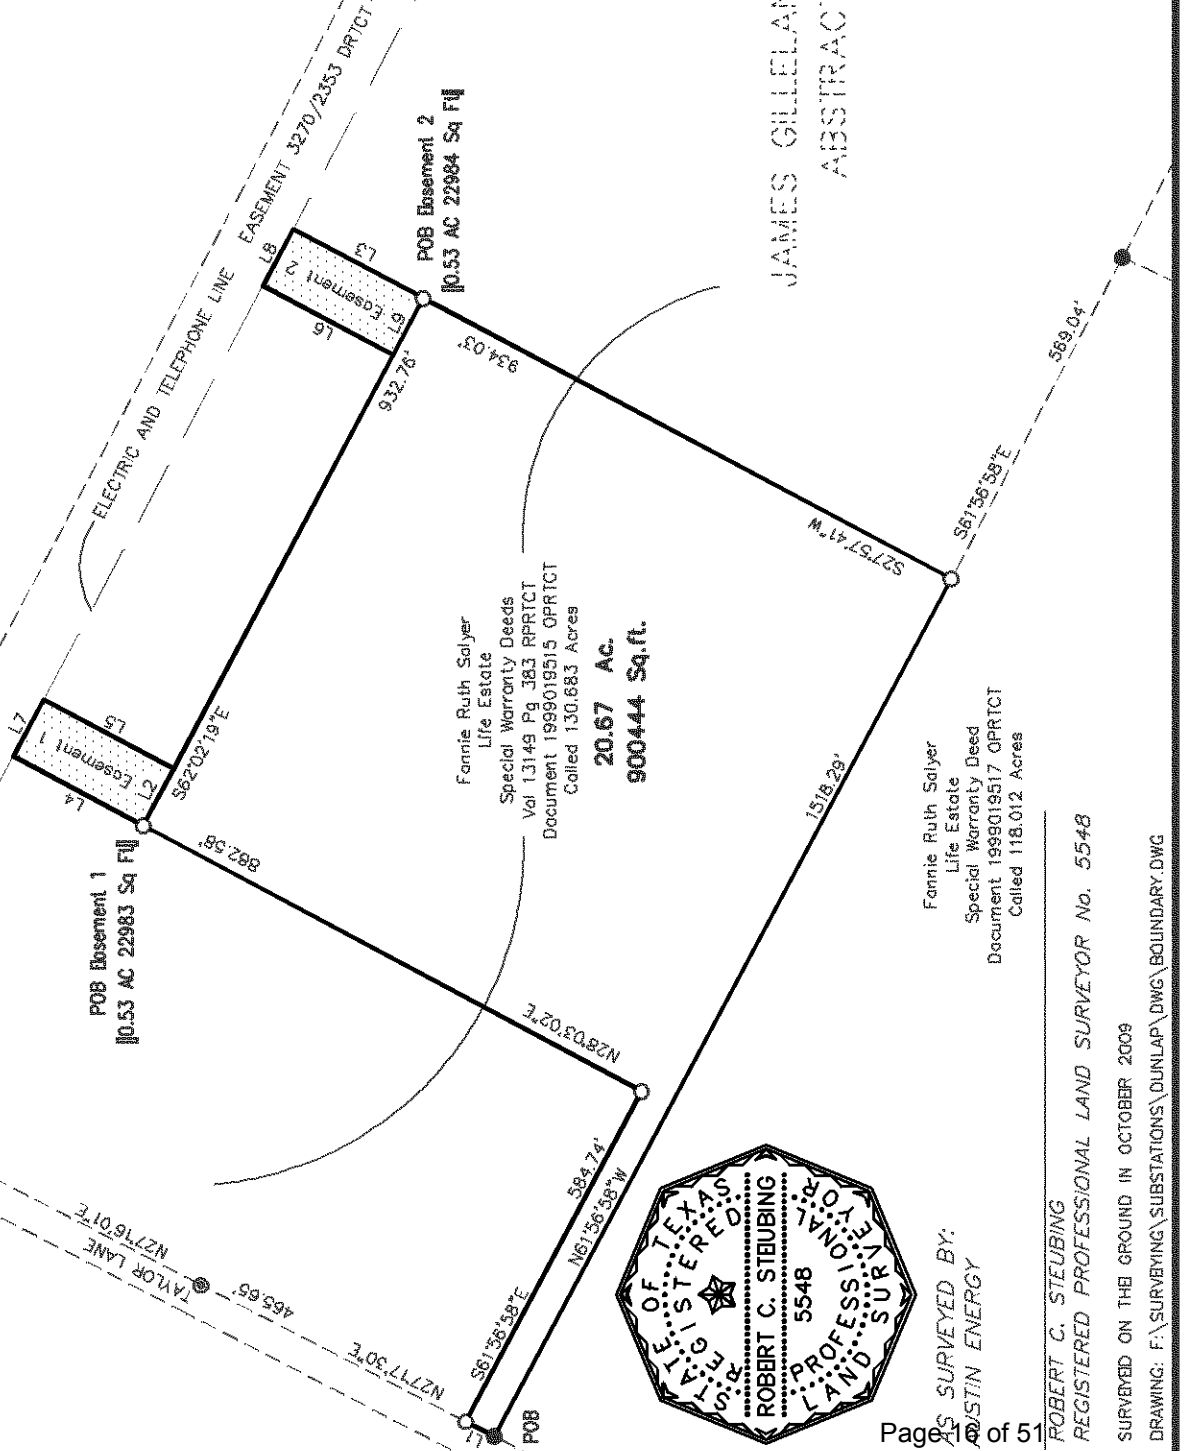 EASEMENT 3270/2353 DRTCT
ELECTRIC AND TELEPHONE LINE
JAMES GILLELAN
ABSTRACT
POB Easement 2
0.53 AC 22984 Sq Ft
L8
L3
Easement 2
L6
L9
932.76'
934.03'
S27°57'41"W
S61°56'58"E
589.04'
L7
L5
Easement 1
L4
L2
S62°02'19"E
POB Easement 1
0.53 AC 22983 Sq Ft
882.58'
N28°03'02"E
Fannie Ruth Salyer
Life Estate
Special Warranty Deeds
Vol 13149 Pg 383 RPRTCT
Document 1999019515 OPRTCT
Called 130.683 Acres
20.67 Ac.
900444 Sq.ft.
1518.29'
N61°56'58"W
584.74'
S61°56'58"E
Fannie Ruth Salyer
Life Estate
Special Warranty Deed
Document 1999019517 OPRTCT
Called 118.012 Acres
N27°16'01"E
TAYLOR LANE
465.65'
N27°17'30"E
L1
POB
STATE OF TEXAS
REGISTERED
ROBERT C. STEUBING
5548
PROFESSIONAL
LAND SURVEYOR
AS SURVEYED BY:
AUSTIN ENERGY
ROBERT C. STEUBING
REGISTERED PROFESSIONAL LAND SURVEYOR No. 5548
SURVEYED ON THE GROUND IN OCTOBER 2009
DRAWING: F:\SURVEYING\SUBSTATIONS\DUNLAP\DWG\BOUNDARY.DWG
Page 16 of 51